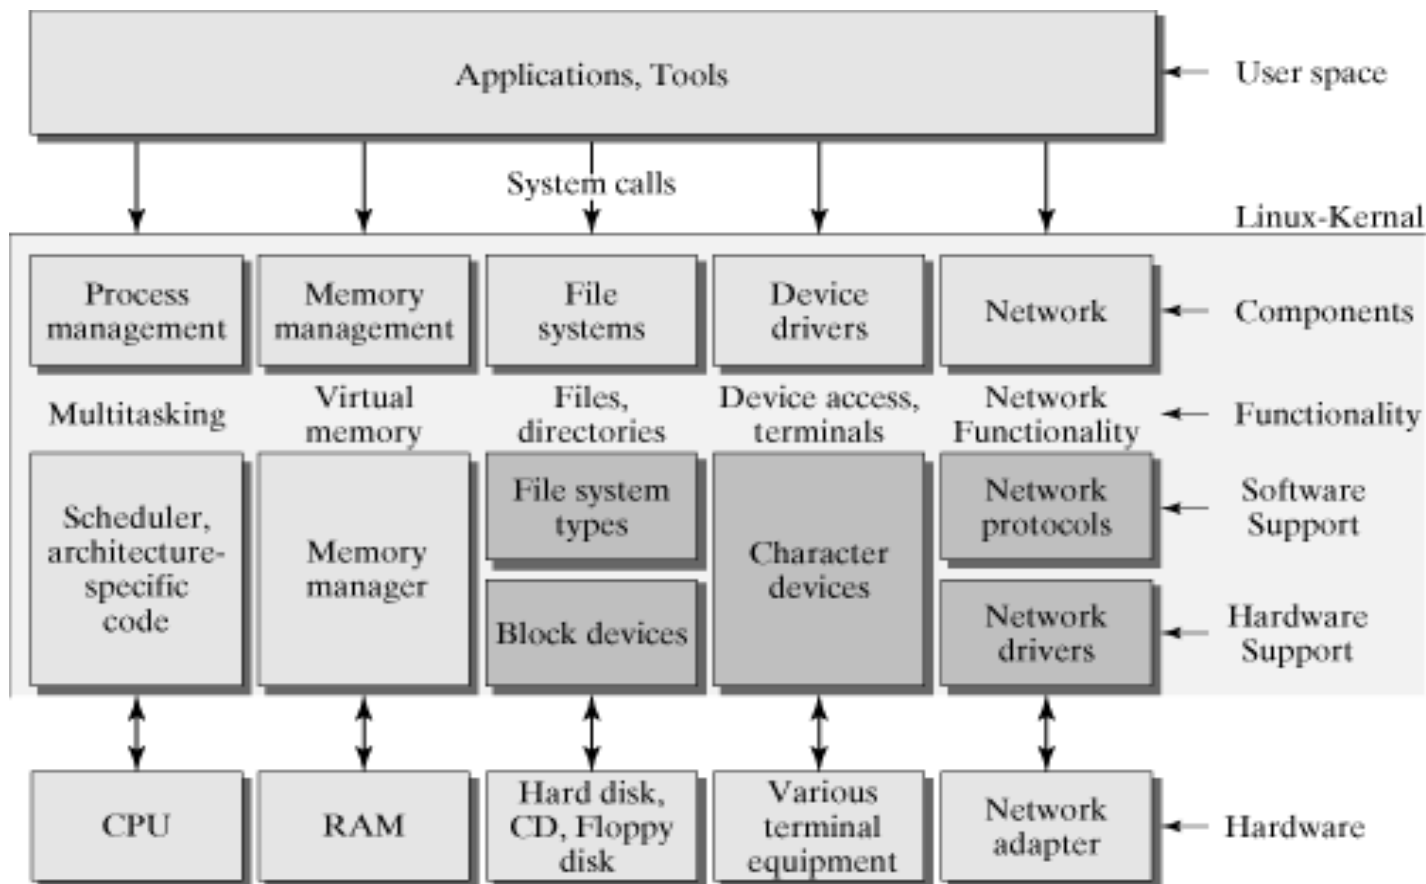 Applications, Tools
User space
System calls
Linux-Kernal
Process
management
Memory
management
File
systems
Device
drivers
Network
Components
Multitasking
Virtual
memory
Files,
directories
Device access,
terminals
Network
Functionality
Functionality
Scheduler,
architecture-
specific
code
Memory
manager
File system
types
Block devices
Character
devices
Network
protocols
Software
Support
Network
drivers
Hardware
Support
CPU
RAM
Hard disk,
CD, Floppy
disk
Various
terminal
equipment
Network
adapter
Hardware